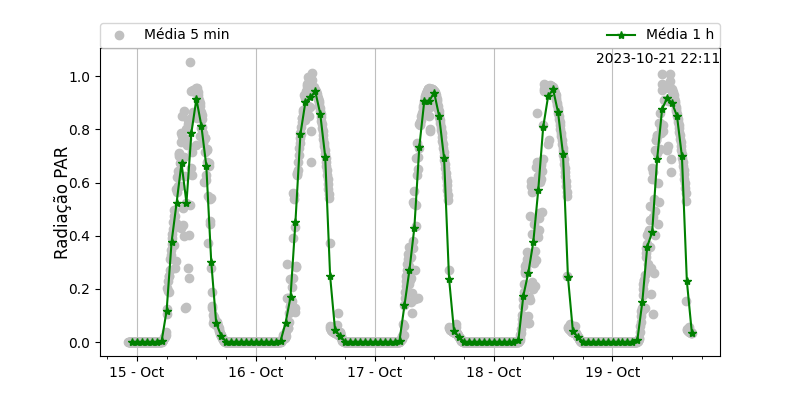 Média 5 min
Média 1 h
2023-10-21 22:11
Radiação PAR
1.0
0.8
0.6
0.4
0.2
0.0
15 - Oct
16 - Oct
17 - Oct
18 - Oct
19 - Oct